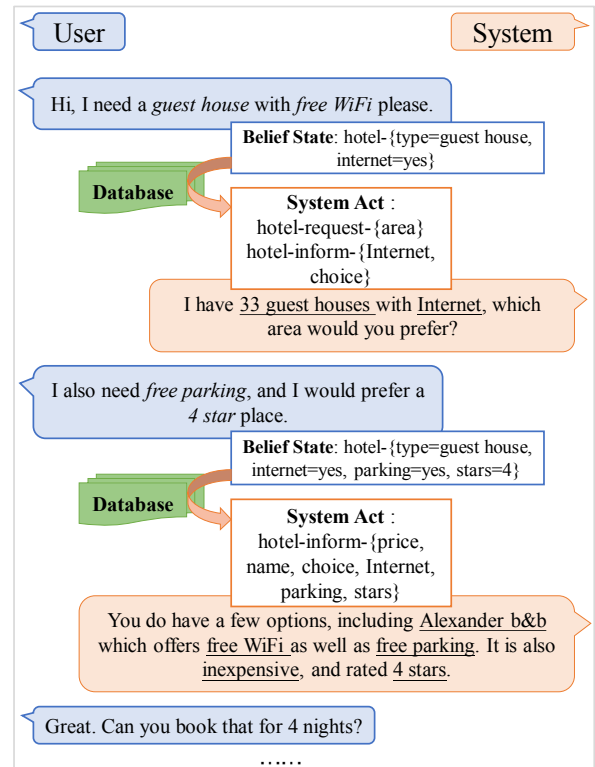 User
System
Hi, I need a guest house with free WiFi please.
Belief State: hotel-{type=guest house,
internet=yes}
Database
System Act :
hotel-request-{area}
hotel-inform-{Internet,
choice}
I have 33 guest houses with Internet, which
area would you prefer?
I also need free parking, and I would prefer a
4 star place.
Belief State: hotel-{type=guest house,
internet=yes, parking=yes, stars=4}
Database
System Act :
hotel-inform-{price,
name, choice, Internet,
parking, stars}
You do have a few options, including Alexander b&b
which offers free WiFi as well as free parking. It is also
inexpensive, and rated 4 stars.
Great. Can you book that for 4 nights?
……